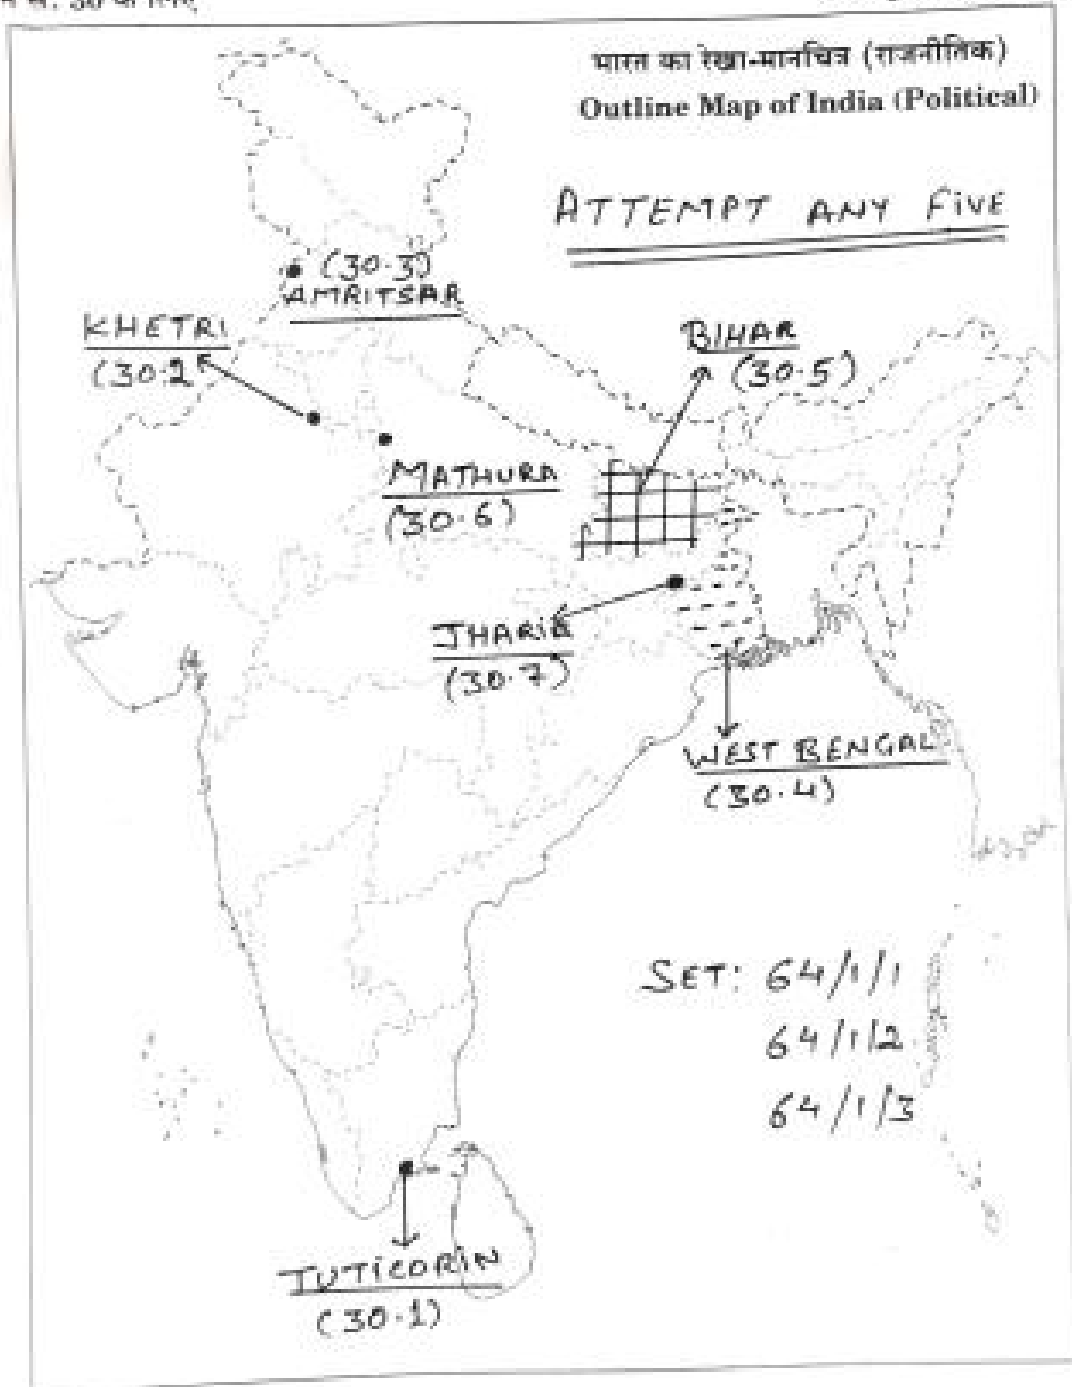 सं. 30 के लिए
भारत का रेखा-मानचित्र (राजनीतिक)
Outline Map of India (Political)
ATTEMPT ANY FIVE
(30.3)
AMRITSAR
KHETRI
(30.2
BIHAR
(30.5)
MATHURA
(30.6)
JHARIA
(30.7)
WEST BENGAL
(30.4)
SET: 64/1/1
64/1/2
64/1/3
TUTICORIN
(30.1)